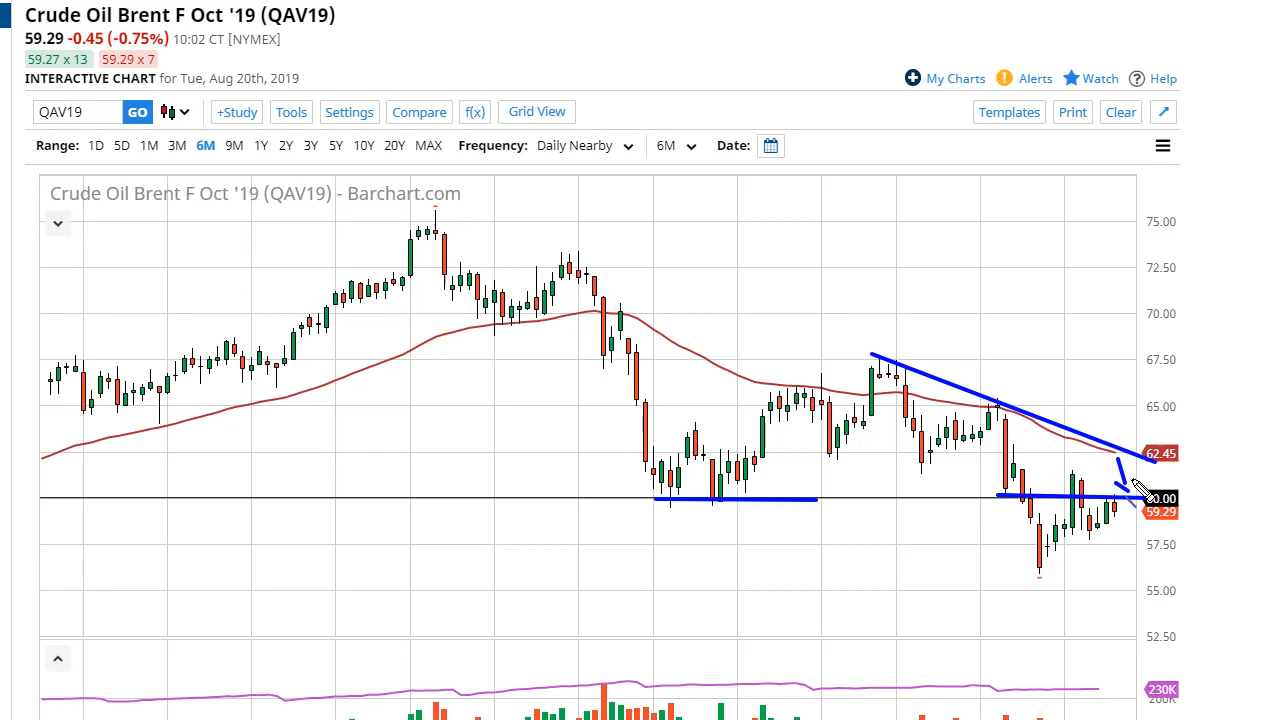 Crude Oil Brent F Oct '19 (QAV19)
59.29 -0.45 (-0.75%) 10:02 CT [NYMEX]
59.27 x 13 59.29 x 7
INTERACTIVE CHART for Tue, Aug 20th, 2019
My Charts Alerts Watch Help
QAV19 GO +Study Tools Settings Compare f(x) Grid View Templates Print Clear
Range: 1D 5D 1M 3M 6M 9M 1Y 2Y 3Y 5Y 10Y 20Y MAX Frequency: Daily Nearby 6M Date:
Crude Oil Brent F Oct '19 (QAV19) - Barchart.com
75.00
72.50
70.00
67.50
65.00
62.45
0.00
59.29
57.50
55.00
52.50
230K
200K